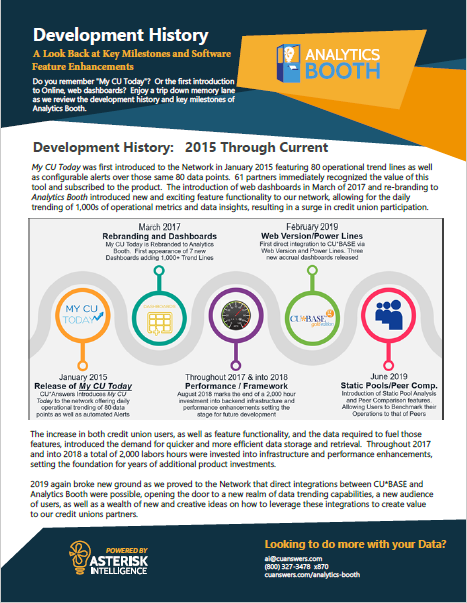 Development History
A Look Back at Key Milestones and Software
Feature Enhancements
Do you remember "My CU Today"? Or the first introduction
to Online, web dashboards? Enjoy a trip down memory lane
as we review the development history and key milestones of
Analytics Booth.
ANALYTICS
BOOTH
Development History: 2015 Through Current
My CU Today was first introduced to the Network in January 2015 featuring 80 operational trend lines as well
as configurable alerts over those same 80 data points. 61 partners immediately recognized the value of this
tool and subscribed to the product. The introduction of web dashboards in March of 2017 and re-branding to
Analytics Booth introduced new and exciting feature functionality to our network, allowing for the daily
trending of 1,000s of operational metrics and data insights, resulting in a surge in credit union participation.
March 2017
Rebranding and Dashboards
My CU Today is Rebranded to Analytics
Booth. First appearance of 7 new
Dashboards adding 1,000+ Trend Lines
February 2019
Web Version/Power Lines
First direct integration to CU*BASE via
Web Version and Power Lines. Three
new accrual dashboards released
MY CU
TODAY
CU*BASE
January 2015
Release of My CU Today
CU*Answers Introduces My CU
Today to the network offering daily
operational trending of 80 data
points as well as automated Alerts
Throughout 2017 & into 2018
Performance / Framework
August 2018 marks the end of a 2,000 hour
investment into backend infrastructure and
performance enhancements setting the
stage for future development
June 2019
Static Pools/Peer Comp.
Introduction of Static Pool Analysis
and Peer Comparison features.
Allowing Users to Benchmark their
Operations to that of Peers
The increase in both credit union users, as well as feature functionality, and the data required to fuel those
features, introduced the demand for quicker and more efficient data storage and retrieval. Throughout 2017
and into 2018 a total of 2,000 labors hours were invested into infrastructure and performance enhancements,
setting the foundation for years of additional product investments.
2019 again broke new ground as we proved to the Network that direct integrations between CU*BASE and
Analytics Booth were possible, opening the door to a new realm of data trending capabilities, a new audience
of users, as well as a wealth of new and creative ideas on how to leverage these integrations to create value
to our credit unions partners.
POWERED BY
ASTERISK
INTELLIGENCE
Looking to do more with your Data?
ai@cuanswers.com
(800) 327-3478 x870
cuanswers.com/analytics-booth